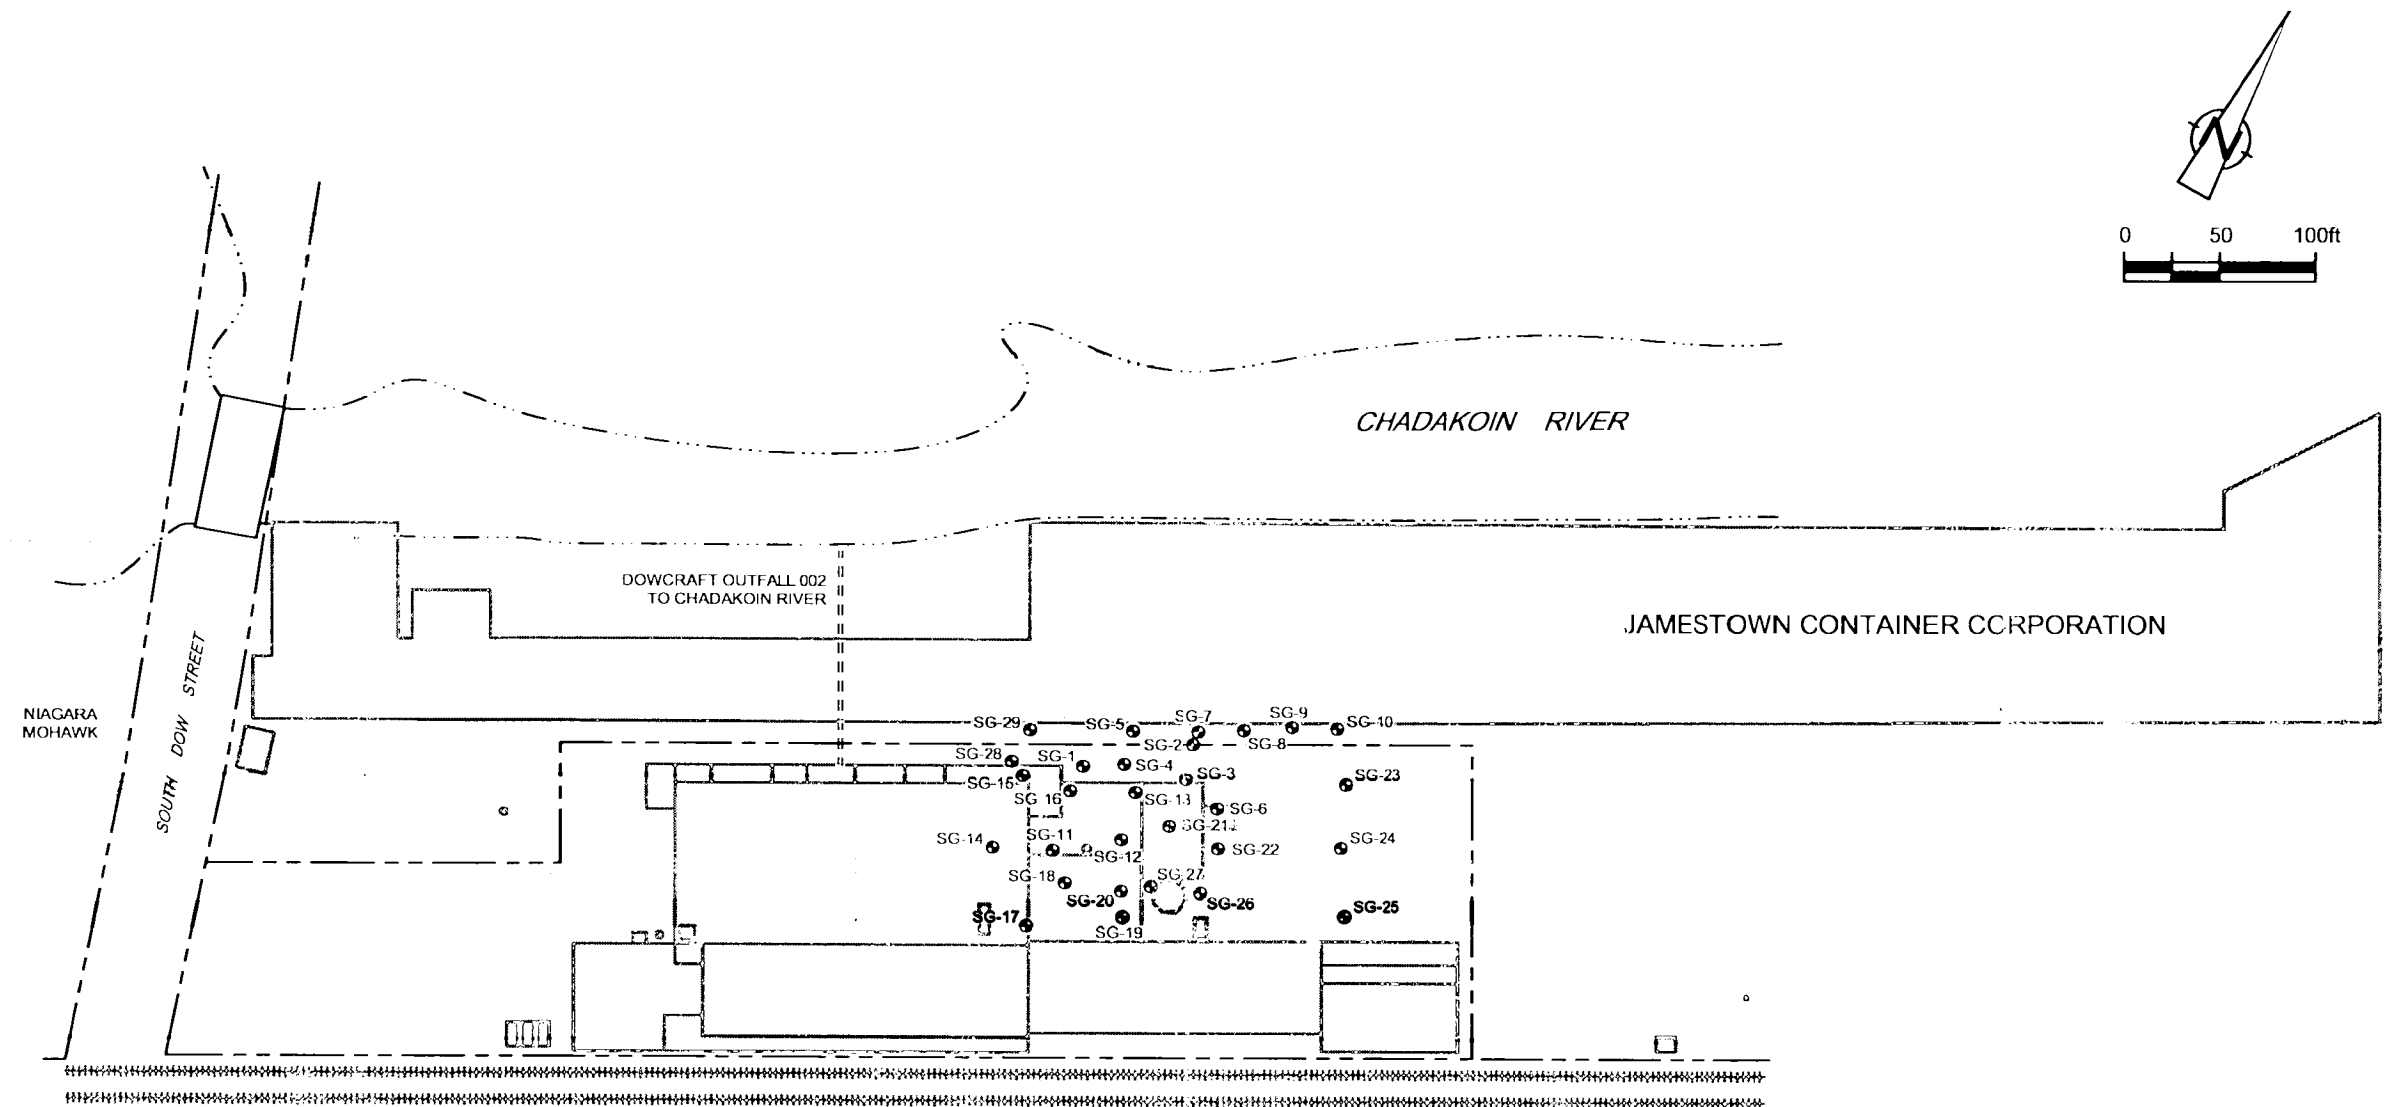 N
0 50 100ft
CHADAKOIN RIVER
DOWCRAFT OUTFALL 002
TO CHADAKOIN RIVER
JAMESTOWN CONTAINER CORPORATION
SOUTH DOW STREET
NIAGARA
MOHAWK
SG-29
SG-5
SG-7
SG-9
SG-10
SG-2
SG-8
SG-28
SG-1
SG-4
SG-3
SG-23
SG-15
SG-16
SG-13
SG-6
SG-21
SG-14
SG-11
SG-12
SG-22
SG-24
SG-18
SG-27
SG-20
SG-26
SG-17
SG-19
SG-25